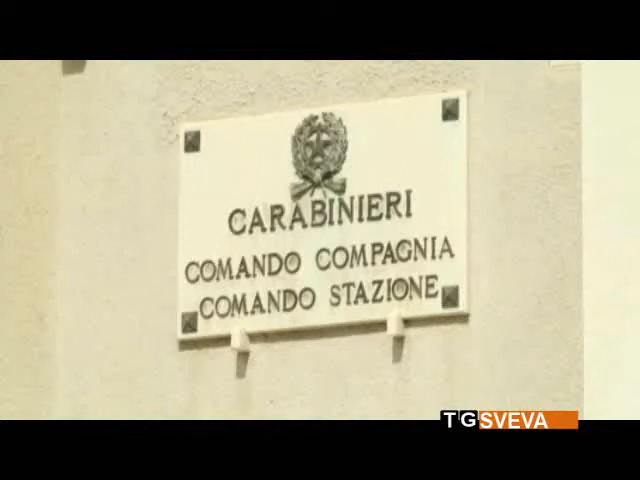 CARABINIERI
COMANDO COMPAGNIA
COMANDO STAZIONE
TGSVEVA